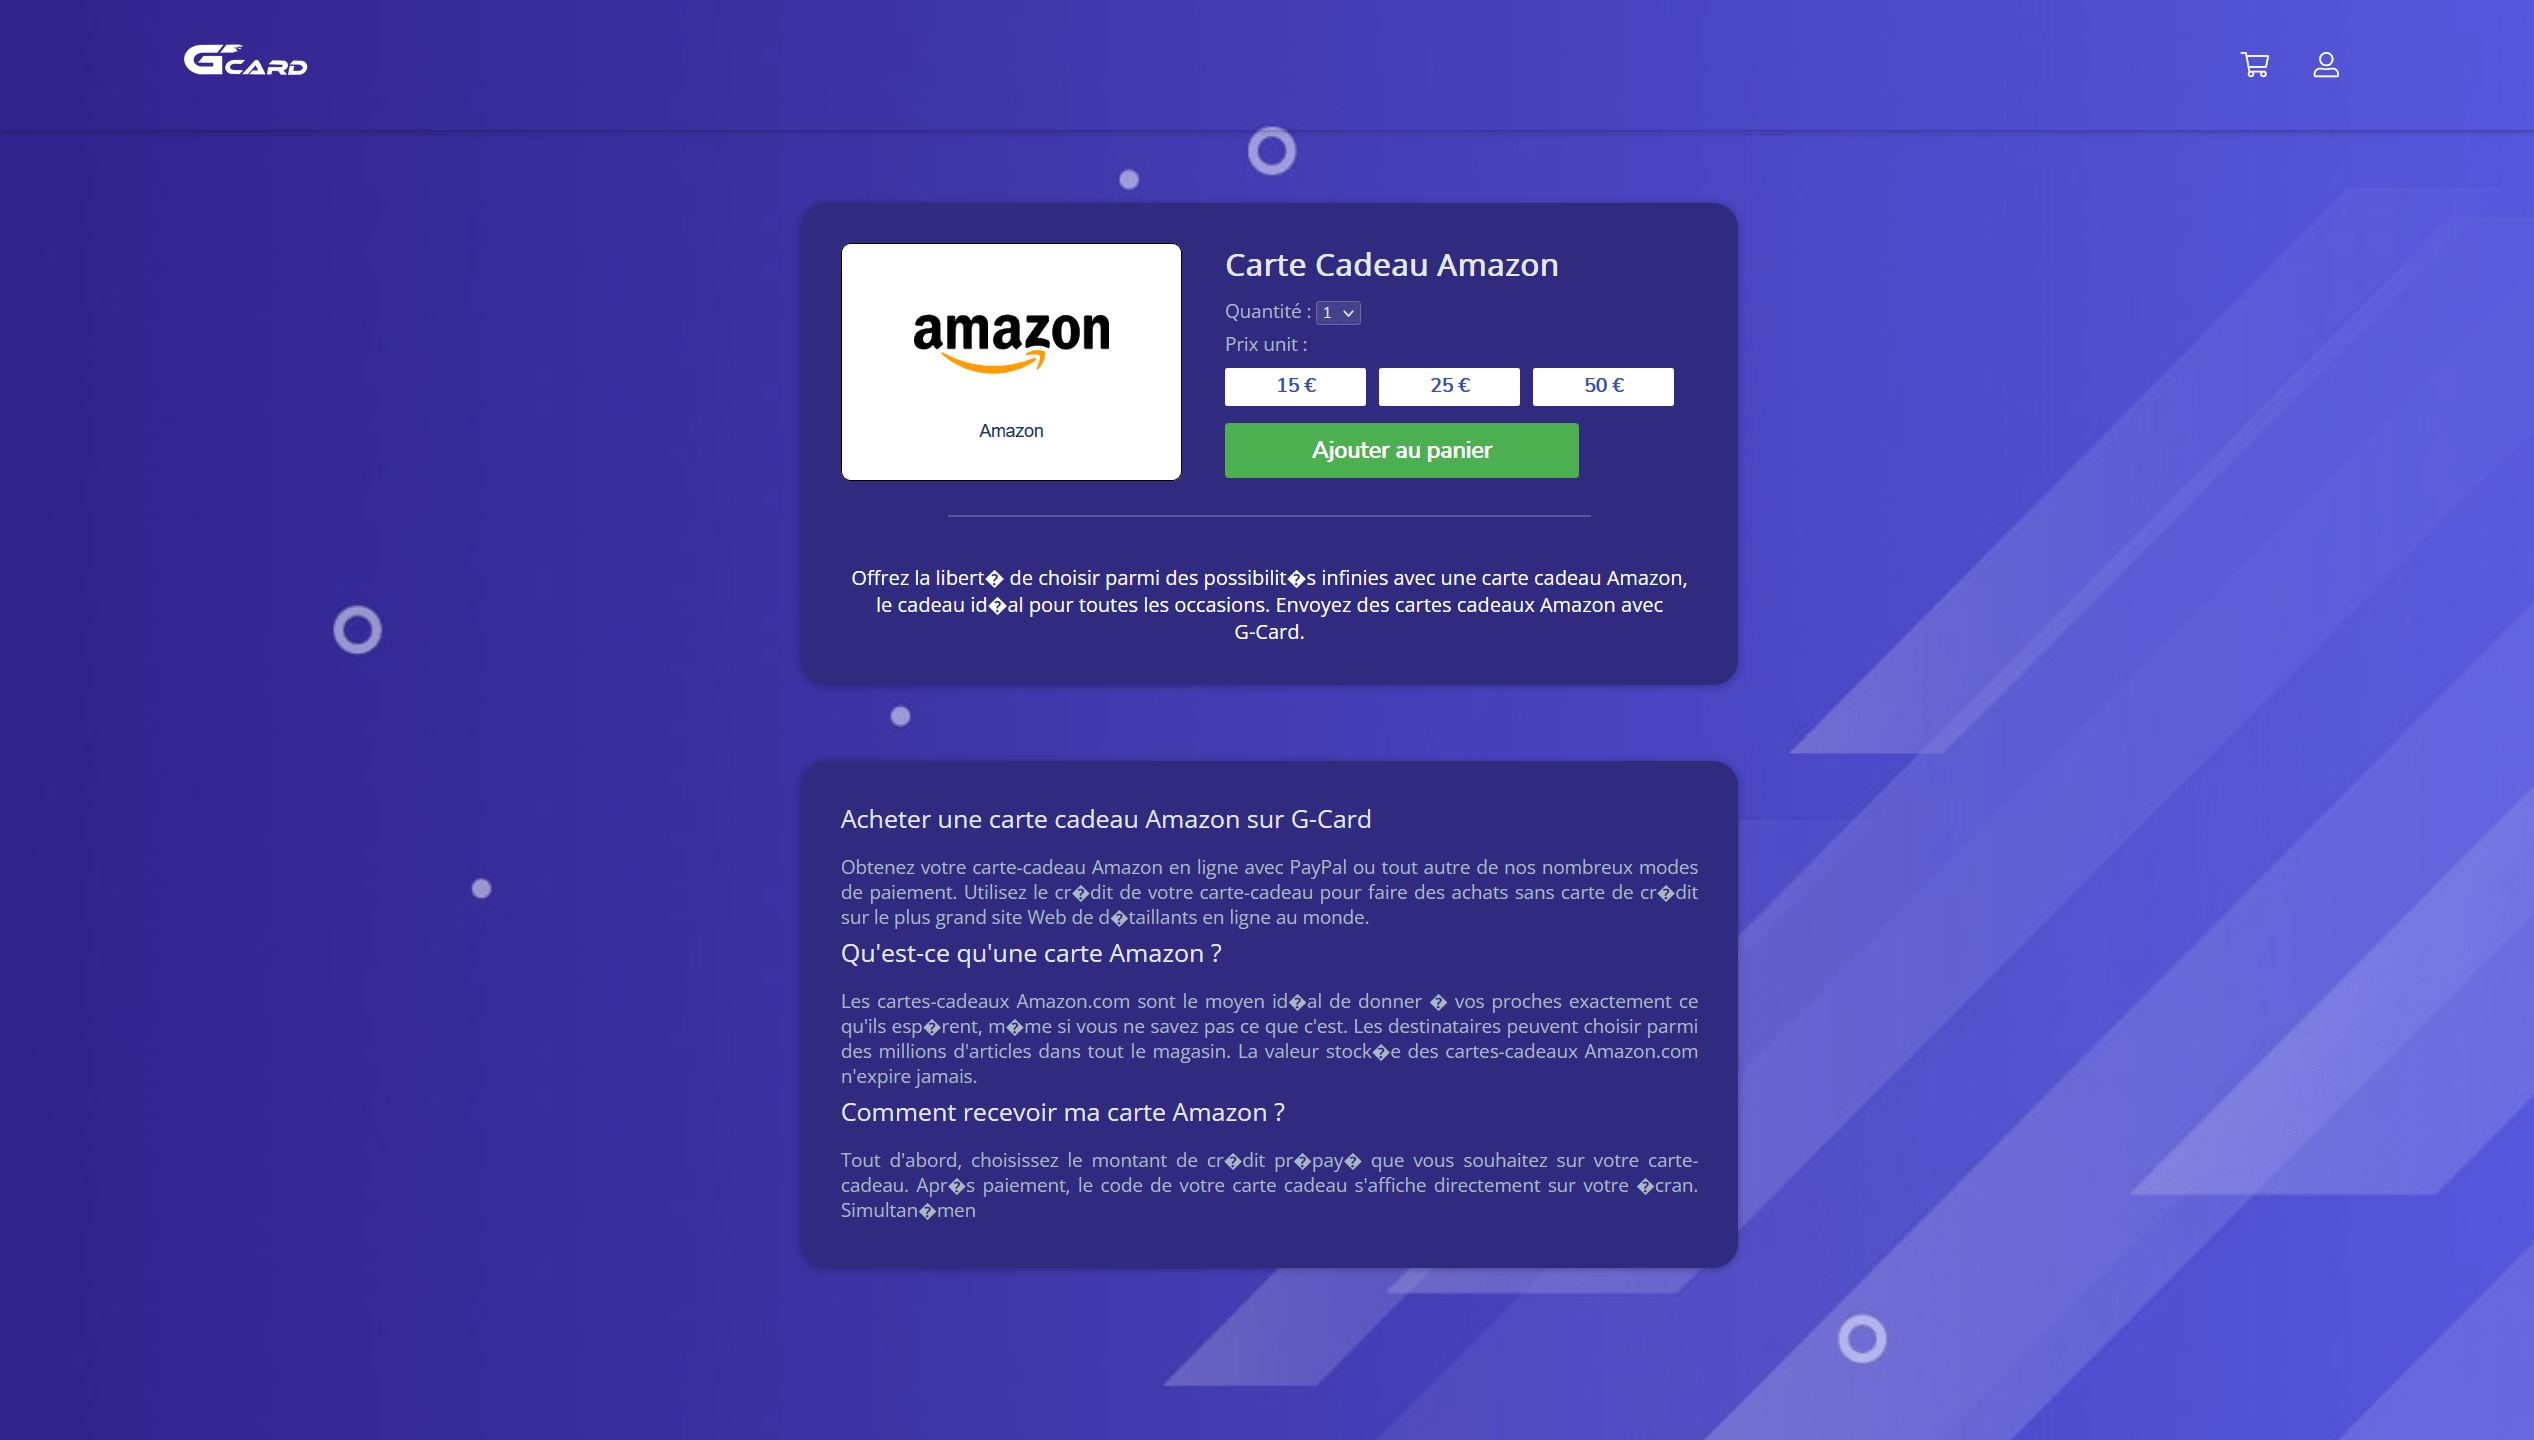 GCARD
Carte Cadeau Amazon
amazon
Amazon
Quantité : 1
Prix unit :
15 €
25 €
50 €
Ajouter au panier
Offrez la libert� de choisir parmi des possibilit�s infinies avec une carte cadeau Amazon,
le cadeau id�al pour toutes les occasions. Envoyez des cartes cadeaux Amazon avec
G-Card.
Acheter une carte cadeau Amazon sur G-Card
Obtenez votre carte-cadeau Amazon en ligne avec PayPal ou tout autre de nos nombreux modes
de paiement. Utilisez le cr�dit de votre carte-cadeau pour faire des achats sans carte de cr�dit
sur le plus grand site Web de d�taillants en ligne au monde.
Qu'est-ce qu'une carte Amazon ?
Les cartes-cadeaux Amazon.com sont le moyen id�al de donner � vos proches exactement ce
qu'ils esp�rent, m�me si vous ne savez pas ce que c'est. Les destinataires peuvent choisir parmi
des millions d'articles dans tout le magasin. La valeur stock�e des cartes-cadeaux Amazon.com
n'expire jamais.
Comment recevoir ma carte Amazon ?
Tout d'abord, choisissez le montant de cr�dit pr�pay� que vous souhaitez sur votre carte-
cadeau. Apr�s paiement, le code de votre carte cadeau s'affiche directement sur votre �cran.
Simultan�men